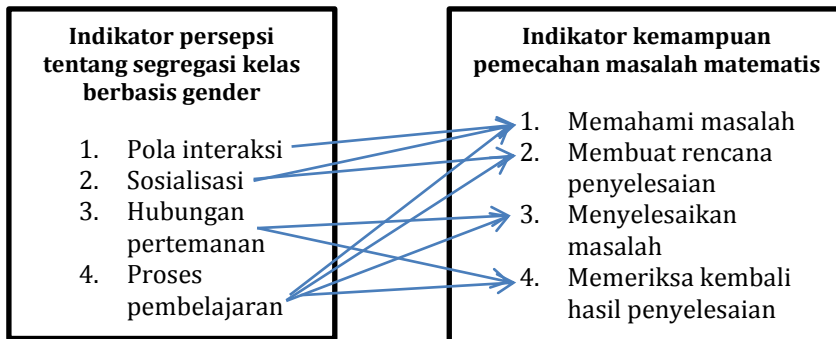 Indikator persepsi
tentang segregasi kelas
berbasis gender
1. Pola interaksi
2. Sosialisasi
3. Hubungan
pertemanan
4. Proses
pembelajaran
Indikator kemampuan
pemecahan masalah matematis
1. Memahami masalah
2. Membuat rencana
penyelesaian
3. Menyelesaikan
masalah
4. Memeriksa kembali
hasil penyelesaian